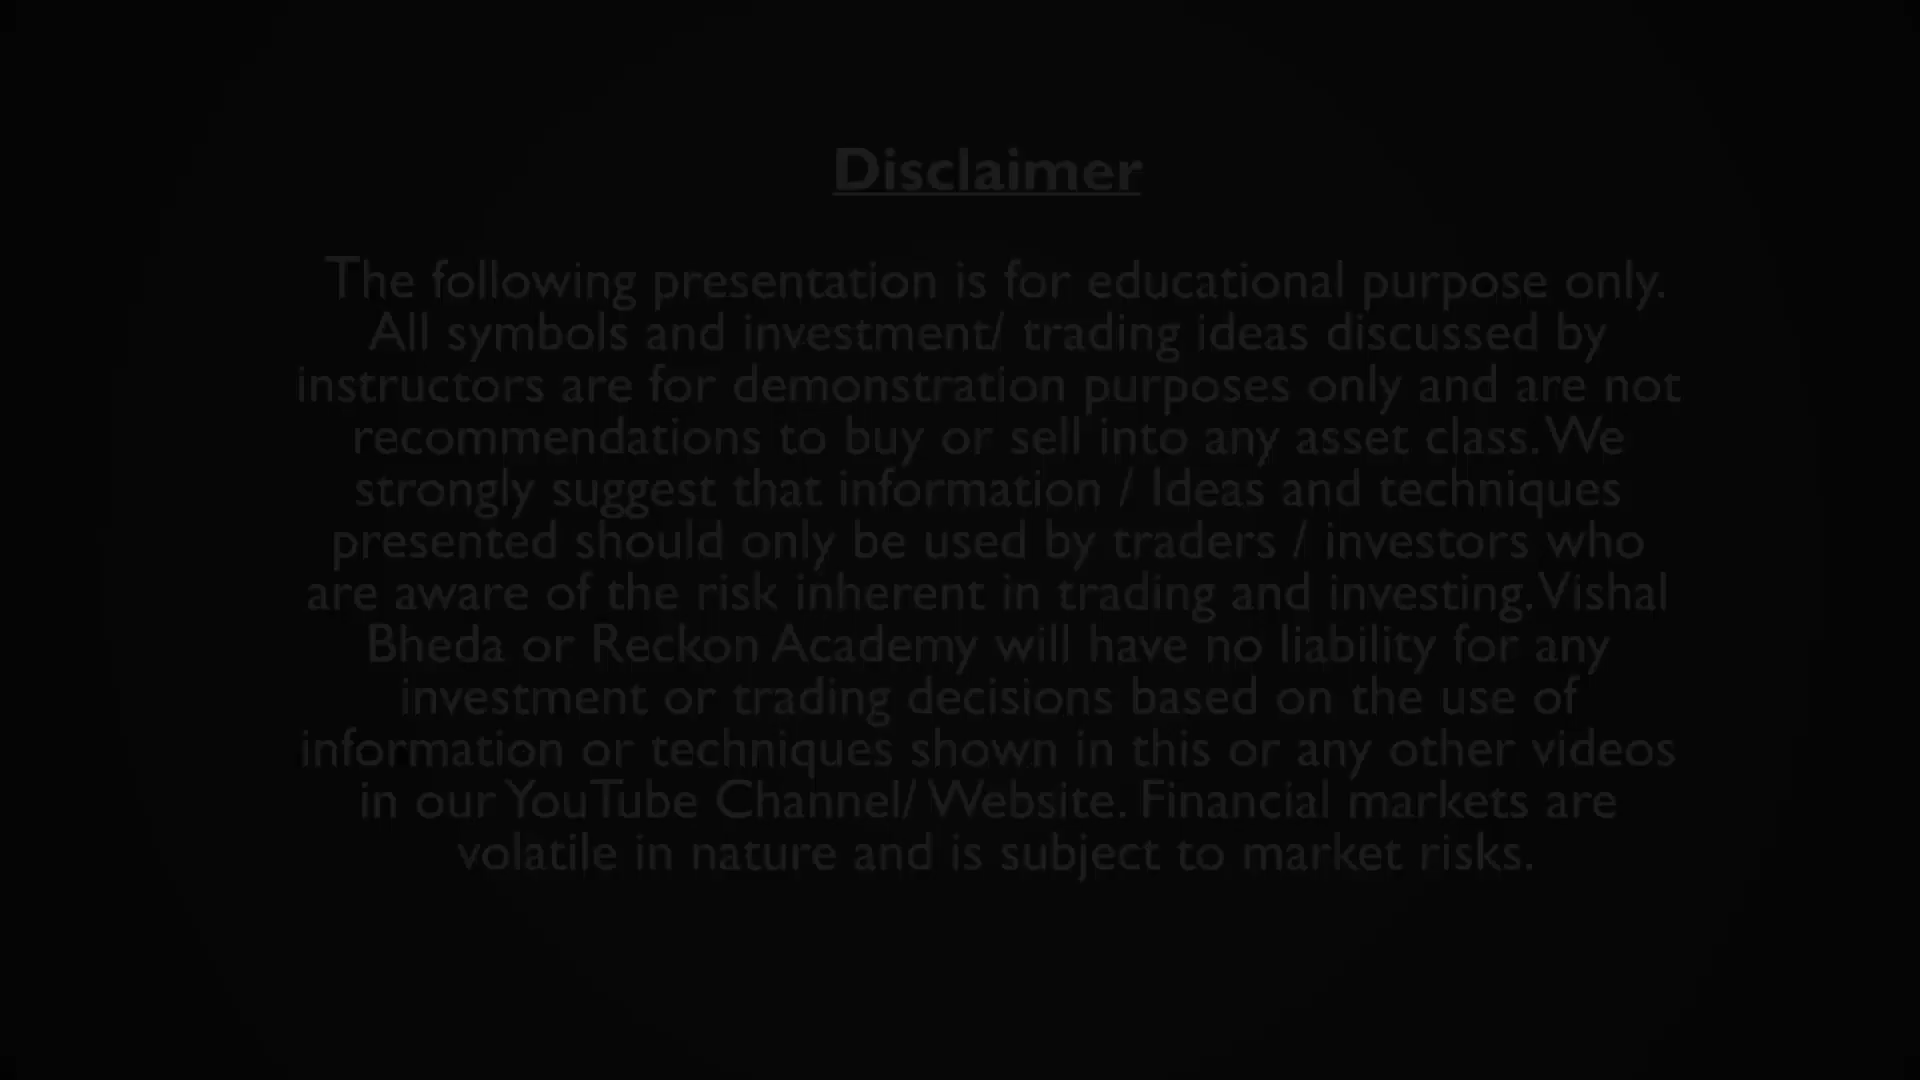 Disclaimer
The following presentation is for educational purpose only.
All symbols and investment/ trading ideas discussed by
instructors are for demonstration purposes only and are not
recommendations to buy or sell into any asset class. We
strongly suggest that information / Ideas and techniques
presented should only be used by traders / investors who
are aware of the risk inherent in trading and investing. Vishal
Bheda or Reckon Academy will have no liability for any
investment or trading decisions based on the use of
information or techniques shown in this or any other videos
in our YouTube Channel/ Website. Financial markets are
volatile in nature and is subject to market risks.